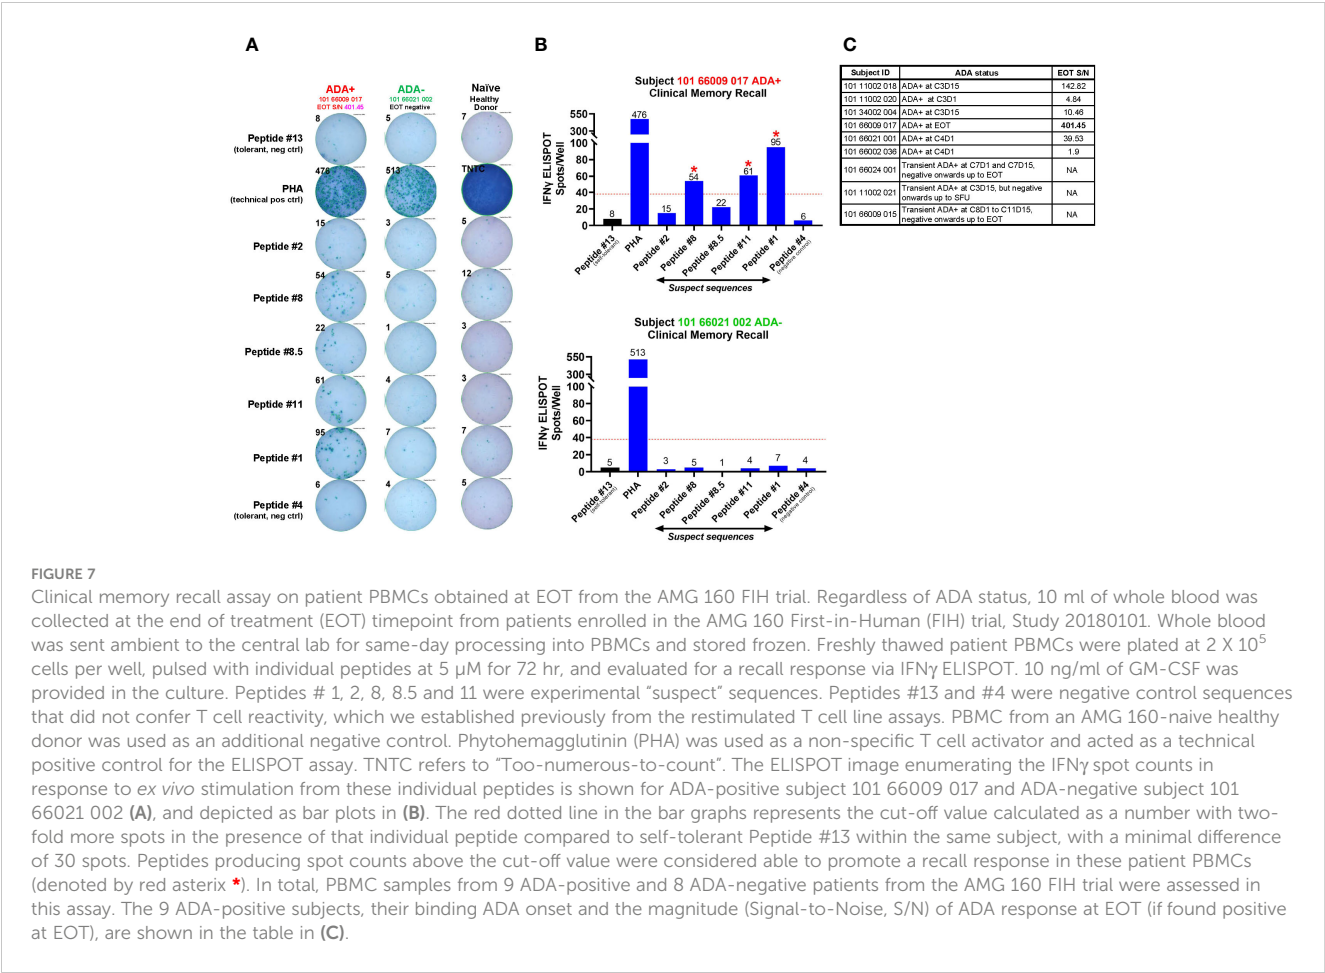 A
ADA+
101 66009 017
EOT S/N 401.45
ADA-
101 66021 002
EOT negative
Naïve
Healthy
Donor
Peptide #13
(tolerant, neg ctrl)
8
5
7
PHA
(technical pos ctrl)
476
513
TNTC
Peptide #2
15
3
5
Peptide #8
54
5
12
Peptide #8.5
22
1
3
Peptide #11
61
4
3
Peptide #1
95
7
7
Peptide #4
(tolerant, neg ctrl)
6
4
5
B
Subject 101 66009 017 ADA+
Clinical Memory Recall
IFNγ ELISPOT
Spots/Well
550
300
100
80
60
40
20
0
8
476
15
*
54
22
*
61
*
95
6
Peptide #13
(self-tolerant)
PHA
Peptide #2
Peptide #8
Peptide #8.5
Peptide #11
Peptide #1
Peptide #4
(negative control)
Suspect sequences
Subject 101 66021 002 ADA-
Clinical Memory Recall
IFNγ ELISPOT
Spots/Well
550
300
100
80
60
40
20
0
5
513
3
5
1
4
7
4
Peptide #13
(self-tolerant)
PHA
Peptide #2
Peptide #8
Peptide #8.5
Peptide #11
Peptide #1
Peptide #4
(negative control)
Suspect sequences
C
Subject ID ADA status EOT S/N
101 11002 018 ADA+ at C3D15 142.82
101 11002 020 ADA+ at C3D1 4.84
101 34002 004 ADA+ at C3D15 10.46
101 66009 017 ADA+ at EOT 401.45
101 66021 001 ADA+ at C4D1 39.53
101 66002 036 ADA+ at C4D1 1.9
101 66024 001 Transient ADA+ at C7D1 and C7D15,
negative onwards up to EOT NA
101 11002 021 Transient ADA+ at C3D15, but negative
onwards up to SFU NA
101 66009 015 Transient ADA+ at C8D1 to C11D15,
negative onwards up to EOT NA
FIGURE 7
Clinical memory recall assay on patient PBMCs obtained at EOT from the AMG 160 FIH trial. Regardless of ADA status, 10 ml of whole blood was
collected at the end of treatment (EOT) timepoint from patients enrolled in the AMG 160 First-in-Human (FIH) trial, Study 20180101. Whole blood
was sent ambient to the central lab for same-day processing into PBMCs and stored frozen. Freshly thawed patient PBMCs were plated at 2 X 10⁵
cells per well, pulsed with individual peptides at 5 µM for 72 hr, and evaluated for a recall response via IFNγ ELISPOT. 10 ng/ml of GM-CSF was
provided in the culture. Peptides # 1, 2, 8, 8.5 and 11 were experimental “suspect” sequences. Peptides #13 and #4 were negative control sequences
that did not confer T cell reactivity, which we established previously from the restimulated T cell line assays. PBMC from an AMG 160-naive healthy
donor was used as an additional negative control. Phytohemagglutinin (PHA) was used as a non-specific T cell activator and acted as a technical
positive control for the ELISPOT assay. TNTC refers to “Too-numerous-to-count”. The ELISPOT image enumerating the IFNγ spot counts in
response to ex vivo stimulation from these individual peptides is shown for ADA-positive subject 101 66009 017 and ADA-negative subject 101
66021 002 (A), and depicted as bar plots in (B). The red dotted line in the bar graphs represents the cut-off value calculated as a number with two-
fold more spots in the presence of that individual peptide compared to self-tolerant Peptide #13 within the same subject, with a minimal difference
of 30 spots. Peptides producing spot counts above the cut-off value were considered able to promote a recall response in these patient PBMCs
(denoted by red asterix *). In total, PBMC samples from 9 ADA-positive and 8 ADA-negative patients from the AMG 160 FIH trial were assessed in
this assay. The 9 ADA-positive subjects, their binding ADA onset and the magnitude (Signal-to-Noise, S/N) of ADA response at EOT (if found positive
at EOT), are shown in the table in (C).